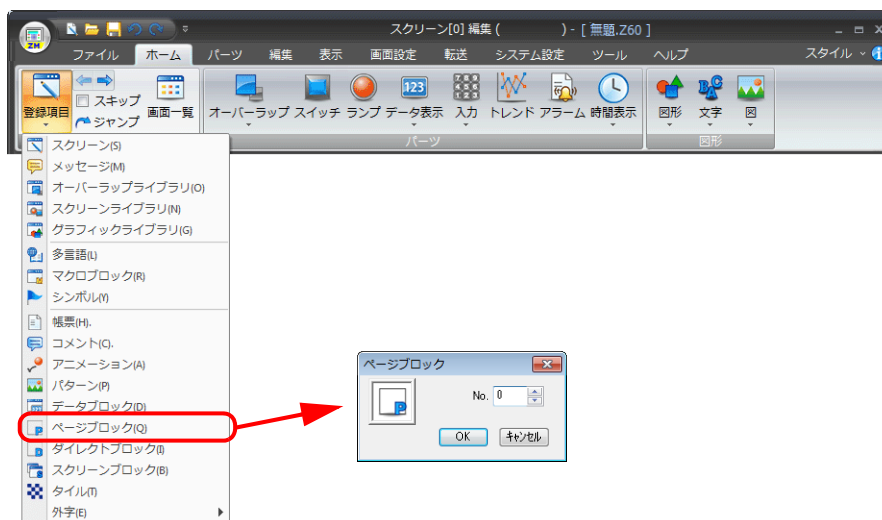 スクリーン[0] 編集 ( ) - [ 無題.Z60 ]
ZM
ファイル ホーム パーツ 編集 表示 画面設定 転送 システム設定 ツール ヘルプ スタイル
登録項目 スキップ ジャンプ 画面一覧 オーバーラップ スイッチ ランプ データ表示 入力 トレンド アラーム 時間表示 図形 文字 図
パーツ 図形
スクリーン(S)
メッセージ(M)
オーバーラップライブラリ(O)
スクリーンライブラリ(N)
グラフィックライブラリ(G)
多言語(L)
マクロブロック(R)
シンボル(Y)
帳票(H).
コメント(C).
アニメーション(A)
パターン(P)
データブロック(D)
ページブロック(Q)
ダイレクトブロック(I)
スクリーンブロック(B)
タイル(T)
外字(E)
ページブロック
No. 0
OK キャンセル